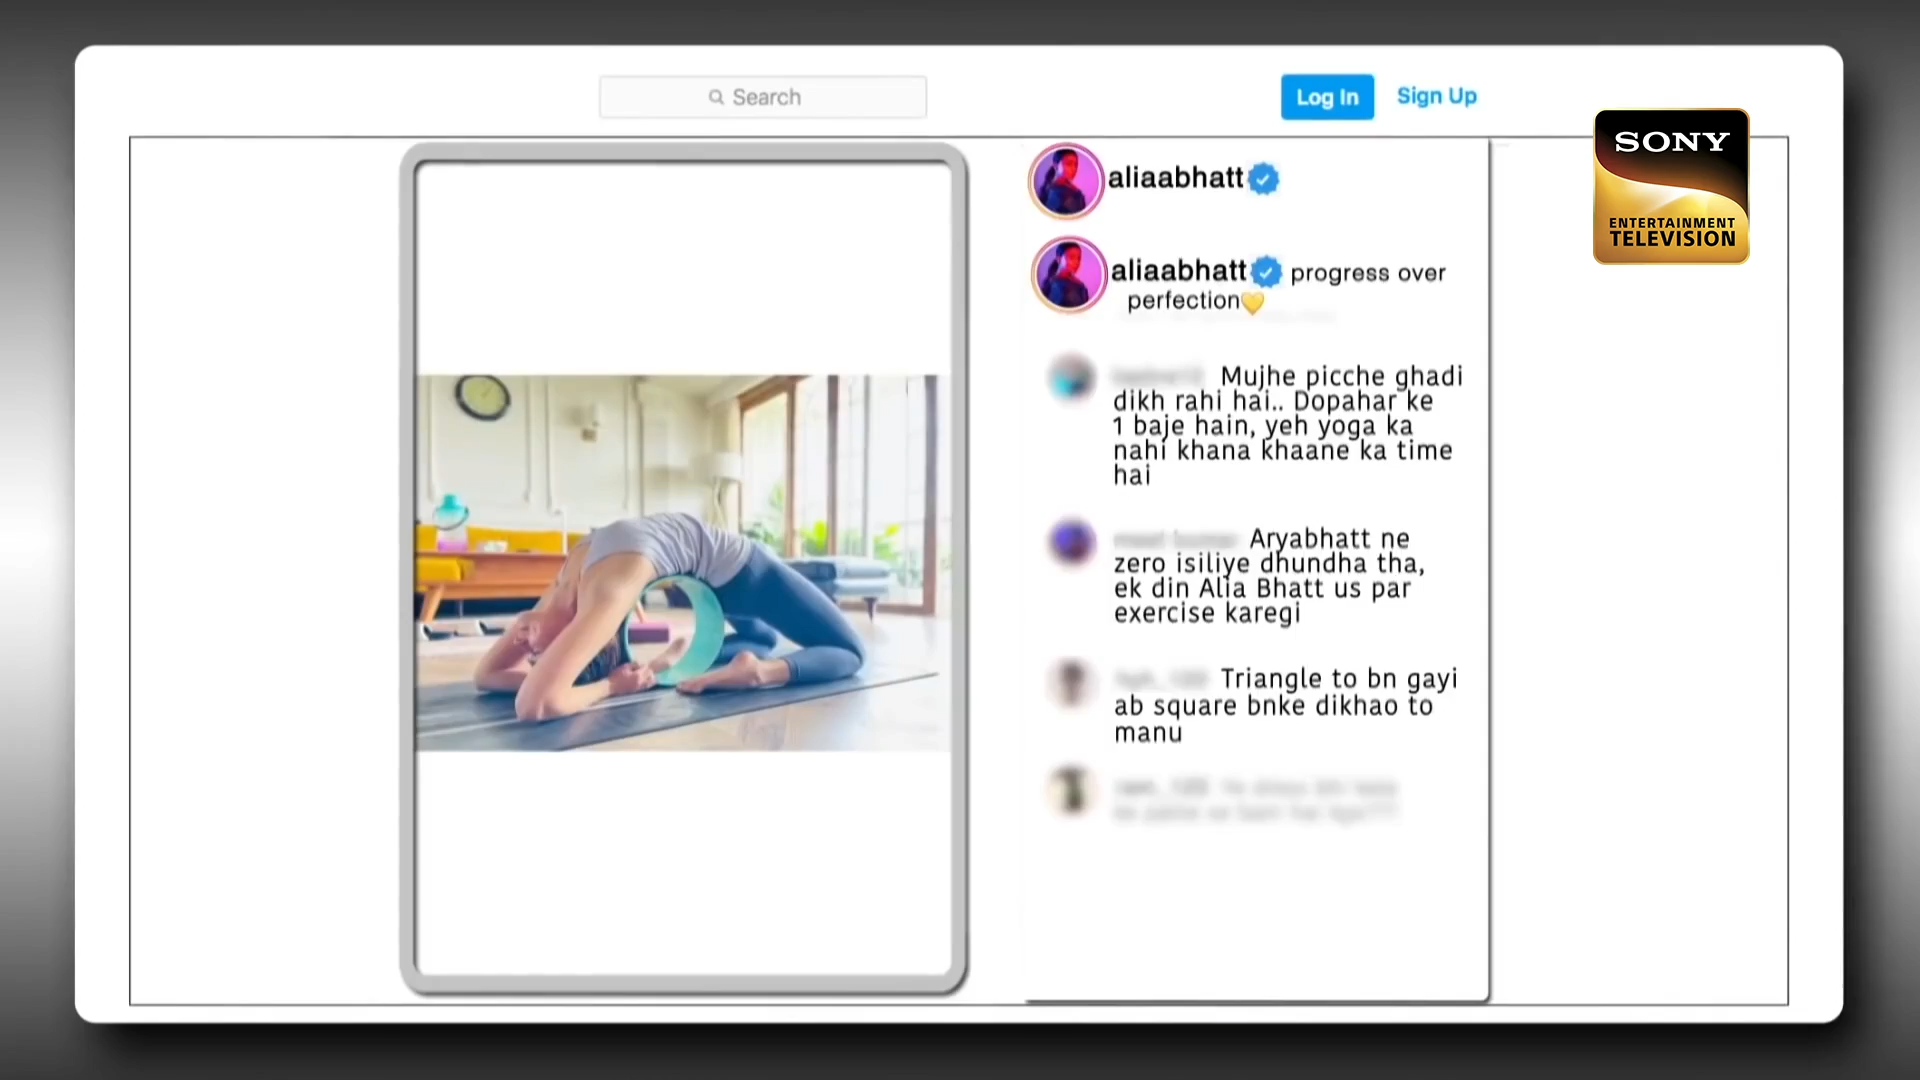 Search
Log In
Sign Up
SONY
ENTERTAINMENT
TELEVISION
aliaabhatt
aliaabhatt progress over
perfection💛
Mujhe picche ghadi
dikh rahi hai.. Dopahar ke
1 baje hain, yeh yoga ka
nahi khana khaane ka time
hai
Aryabhatt ne
zero isiliye dhundha tha,
ek din Alia Bhatt us par
exercise karegi
Triangle to bn gayi
ab square bnke dikhao to
manu